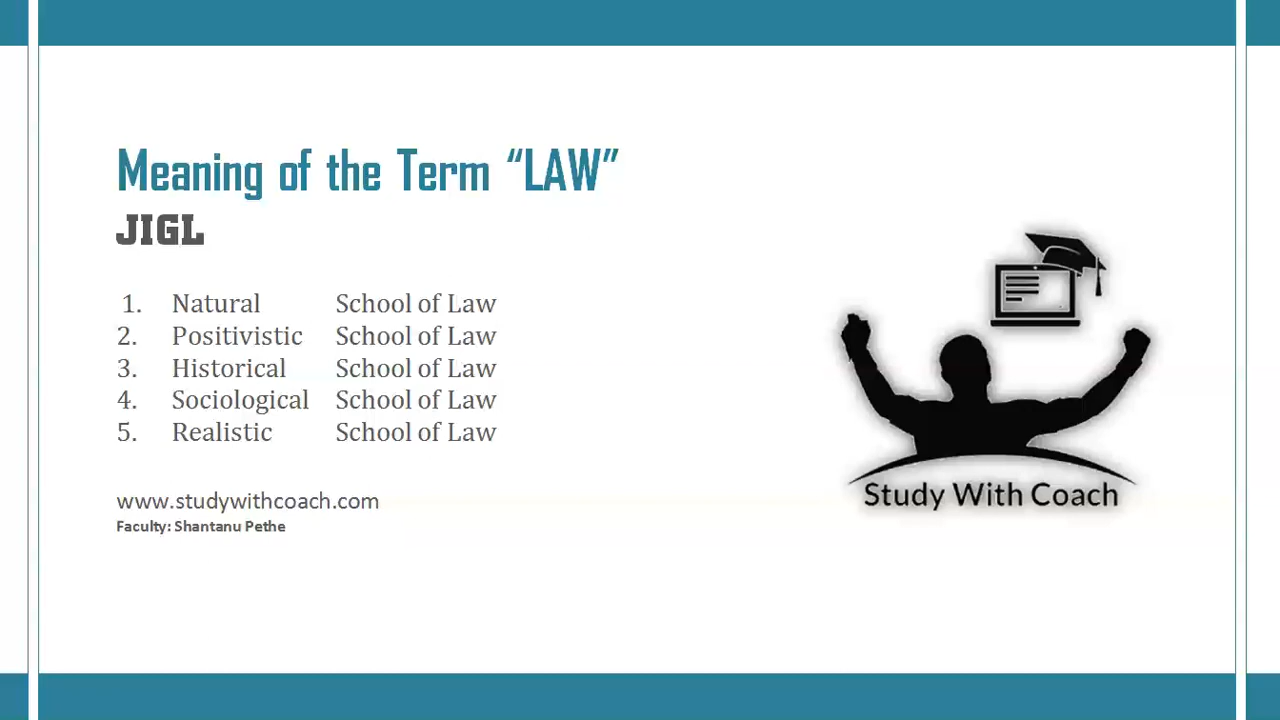 Meaning of the Term “LAW”
JIGL
1. Natural School of Law
2. Positivistic School of Law
3. Historical School of Law
4. Sociological School of Law
5. Realistic School of Law
www.studywithcoach.com
Faculty: Shantanu Pethe
Study With Coach